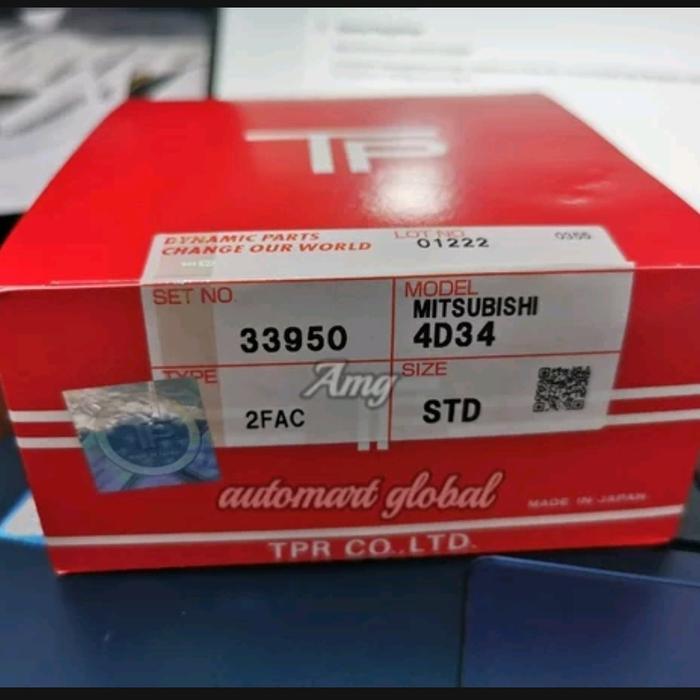 TP
DYNAMIC PARTS
CHANGE OUR WORLD
LOT NO.
01222
0355
SET NO.
33950
MODEL
MITSUBISHI
4D34
TYPE
2FAC
SIZE
STD
Amg
automart global
MADE IN JAPAN
TPR CO.,LTD.